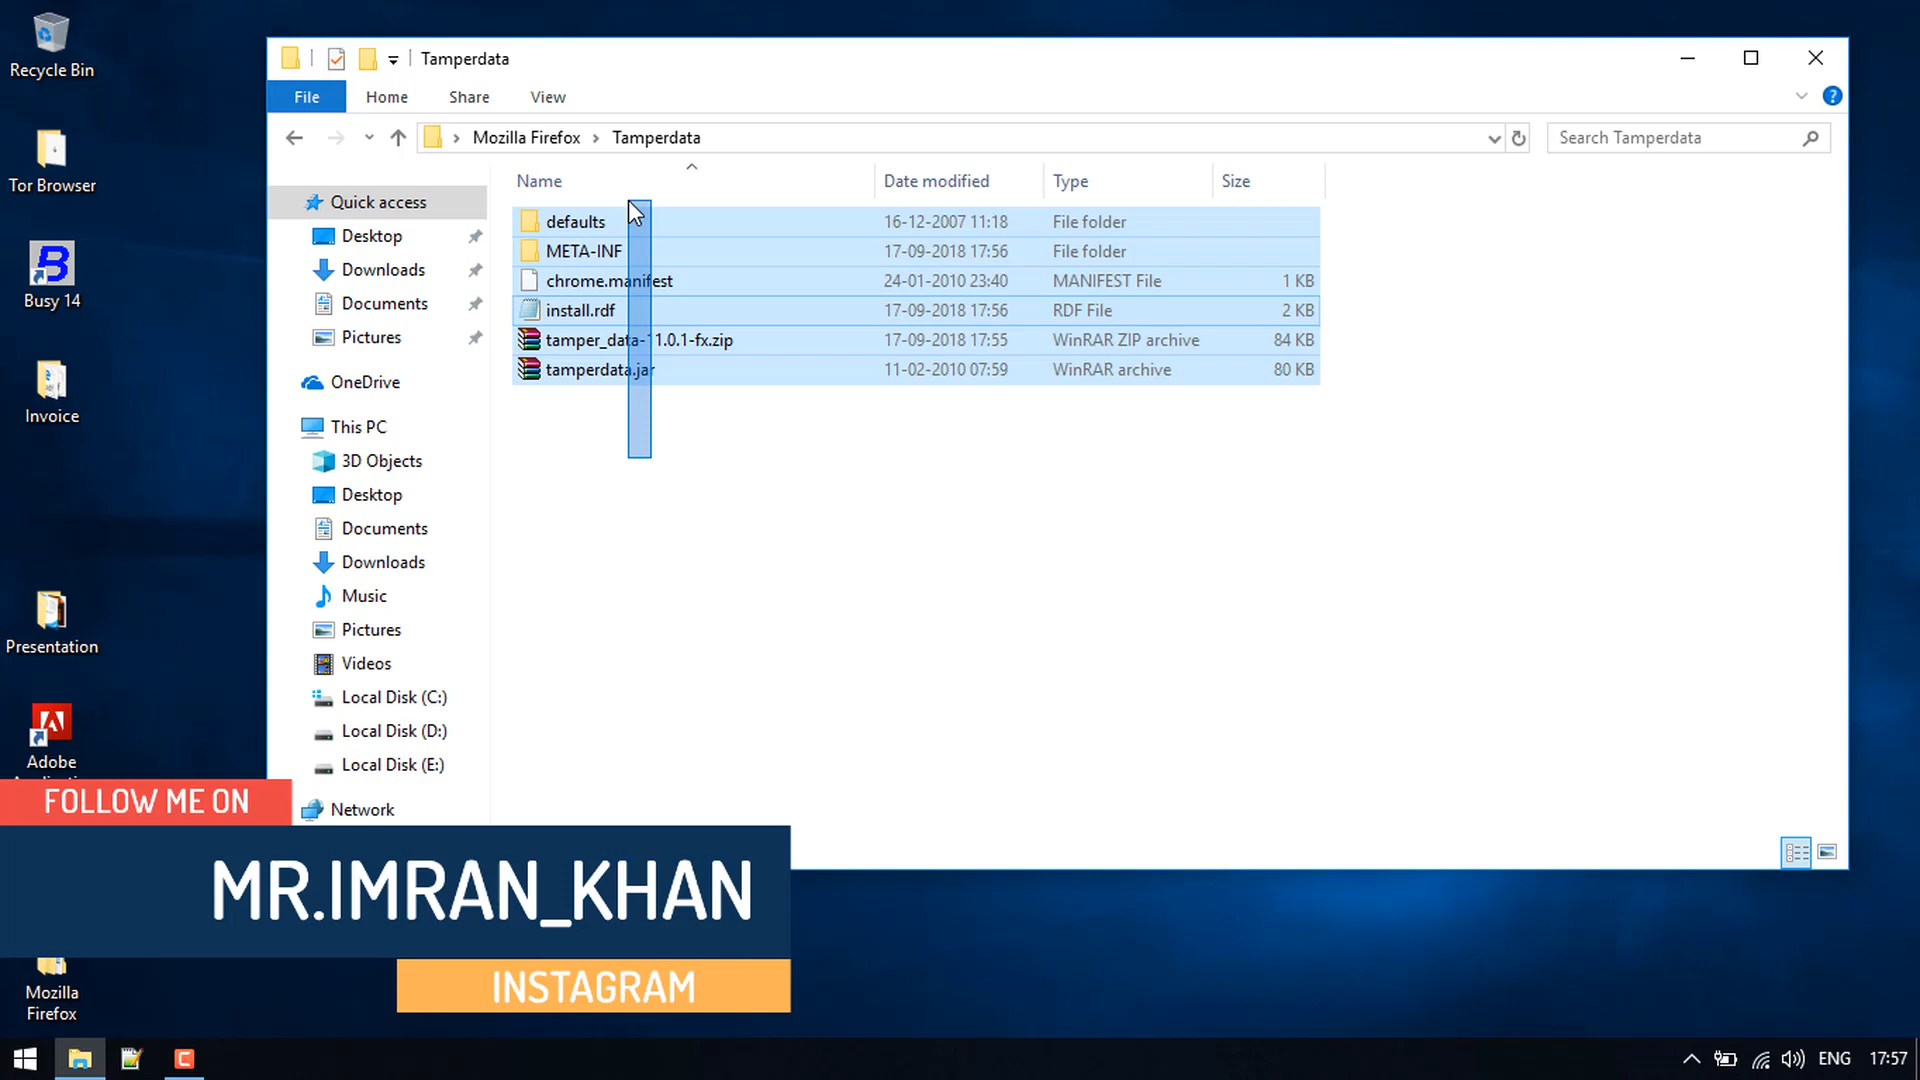 Recycle Bin
Tor Browser
Busy 14
Invoice
Presentation
Adobe
Mozilla
Firefox
Tamperdata
File Home Share View
Mozilla Firefox Tamperdata
Search Tamperdata
Quick access
Desktop
Downloads
Documents
Pictures
OneDrive
This PC
3D Objects
Desktop
Documents
Downloads
Music
Pictures
Videos
Local Disk (C:)
Local Disk (D:)
Local Disk (E:)
Network
Name Date modified Type Size
defaults 16-12-2007 11:18 File folder
META-INF 17-09-2018 17:56 File folder
chrome.manifest 24-01-2010 23:40 MANIFEST File 1 KB
install.rdf 17-09-2018 17:56 RDF File 2 KB
tamper_data-11.0.1-fx.zip 17-09-2018 17:55 WinRAR ZIP archive 84 KB
tamperdata.jar 11-02-2010 07:59 WinRAR archive 80 KB
FOLLOW ME ON
MR.IMRAN_KHAN
INSTAGRAM
ENG 17:57